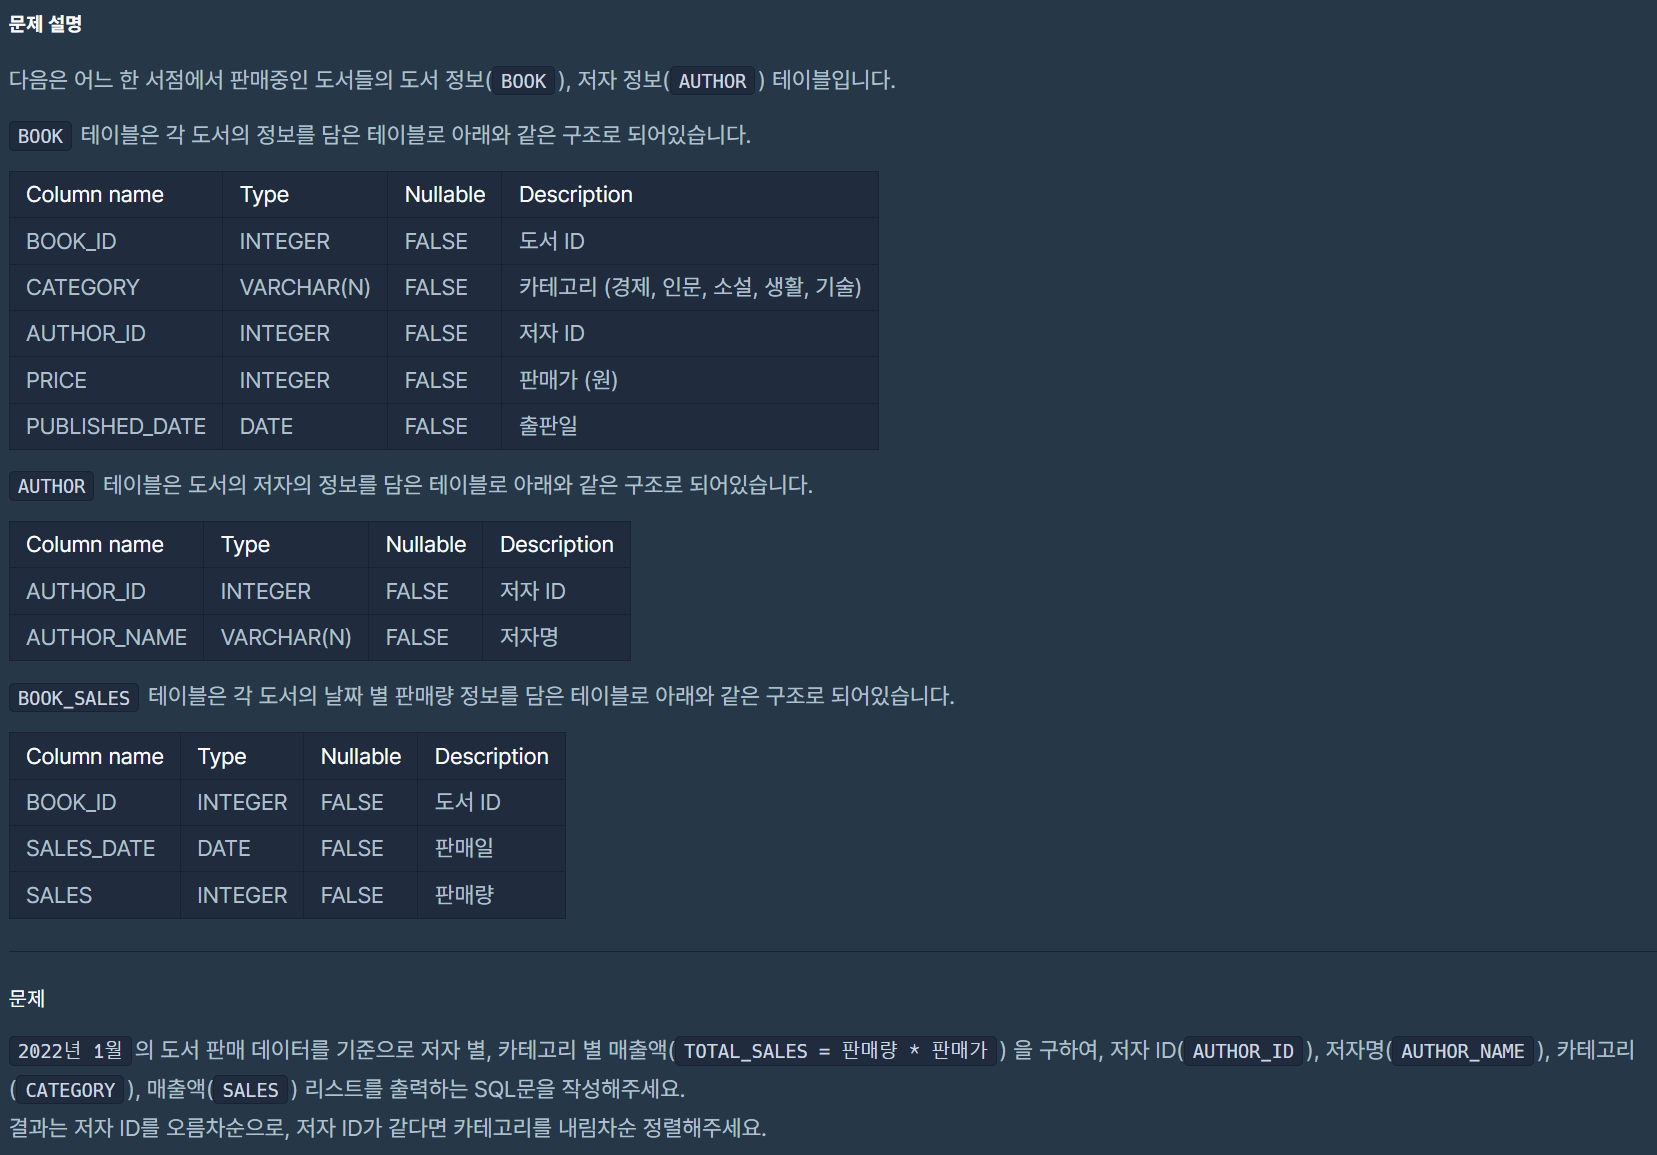 문제 설명
다음은 어느 한 서점에서 판매중인 도서들의 도서 정보( BOOK ), 저자 정보( AUTHOR ) 테이블입니다.
BOOK 테이블은 각 도서의 정보를 담은 테이블로 아래와 같은 구조로 되어있습니다.
Column name Type Nullable Description
BOOK_ID INTEGER FALSE 도서 ID
CATEGORY VARCHAR(N) FALSE 카테고리 (경제, 인문, 소설, 생활, 기술)
AUTHOR_ID INTEGER FALSE 저자 ID
PRICE INTEGER FALSE 판매가 (원)
PUBLISHED_DATE DATE FALSE 출판일
AUTHOR 테이블은 도서의 저자의 정보를 담은 테이블로 아래와 같은 구조로 되어있습니다.
Column name Type Nullable Description
AUTHOR_ID INTEGER FALSE 저자 ID
AUTHOR_NAME VARCHAR(N) FALSE 저자명
BOOK_SALES 테이블은 각 도서의 날짜 별 판매량 정보를 담은 테이블로 아래와 같은 구조로 되어있습니다.
Column name Type Nullable Description
BOOK_ID INTEGER FALSE 도서 ID
SALES_DATE DATE FALSE 판매일
SALES INTEGER FALSE 판매량
문제
2022년 1월 의 도서 판매 데이터를 기준으로 저자 별, 카테고리 별 매출액( TOTAL_SALES = 판매량 * 판매가 ) 을 구하여, 저자 ID( AUTHOR_ID ), 저자명( AUTHOR_NAME ), 카테고리
( CATEGORY ), 매출액( SALES ) 리스트를 출력하는 SQL문을 작성해주세요.
결과는 저자 ID를 오름차순으로, 저자 ID가 같다면 카테고리를 내림차순 정렬해주세요.